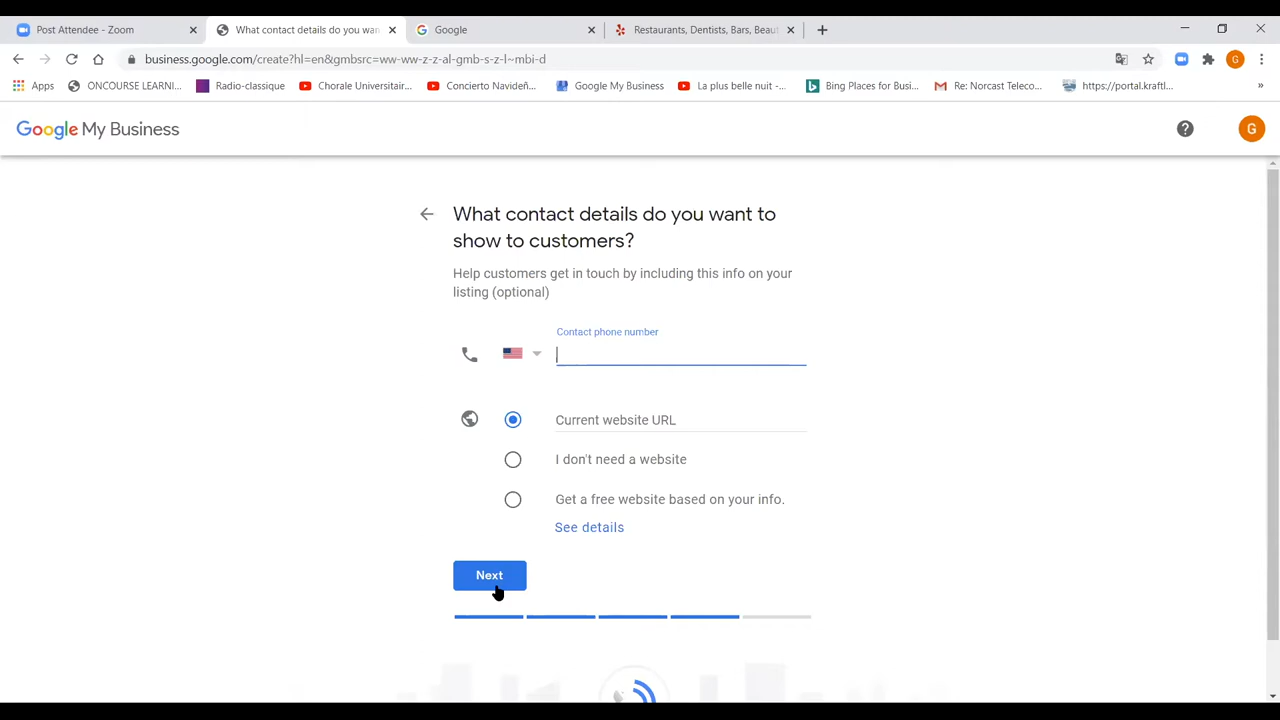 Post Attendee - Zoom
What contact details do you wan
Google
Restaurants, Dentists, Bars, Beaut
business.google.com/create?hl=en&gmbsrc=ww-ww-z-z-al-gmb-s-z-l~mbi-d
G
Apps
ONCOURSE LEARNI...
Radio-classique
Chorale Universitair...
Concierto Navideñ...
Google My Business
La plus belle nuit -...
Bing Places for Busi...
Re: Norcast Teleco...
https://portal.kraftl...
»
Google My Business
G
What contact details do you want to
show to customers?
Help customers get in touch by including this info on your
listing (optional)
Contact phone number
Current website URL
I don't need a website
Get a free website based on your info.
See details
Next